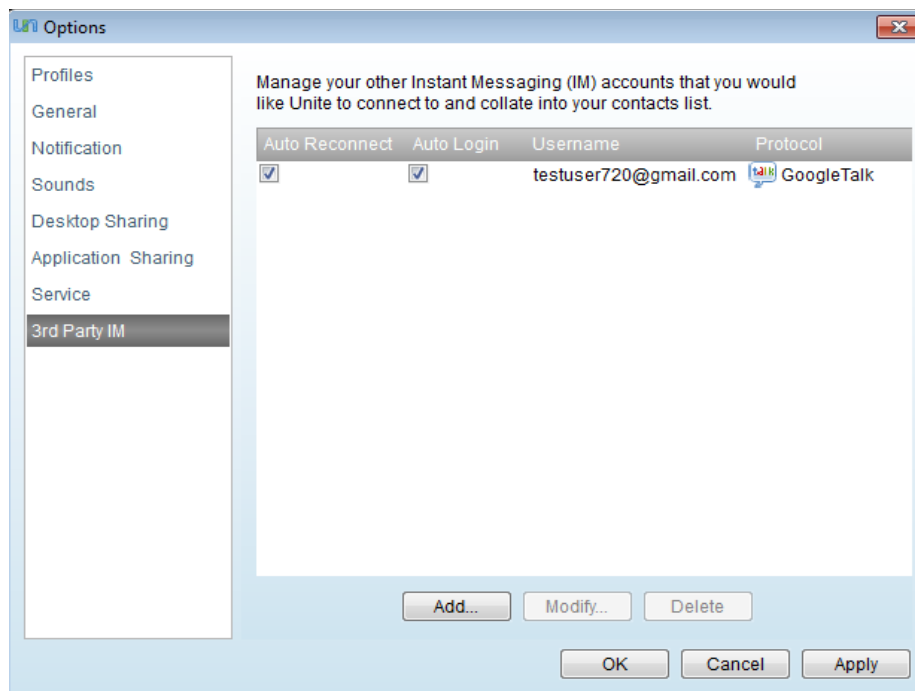 un Options
Profiles
General
Notification
Sounds
Desktop Sharing
Application Sharing
Service
3rd Party IM
Manage your other Instant Messaging (IM) accounts that you would
like Unite to connect to and collate into your contacts list.
Auto Reconnect Auto Login Username Protocol
testuser720@gmail.com talk GoogleTalk
Add... Modify... Delete
OK Cancel Apply